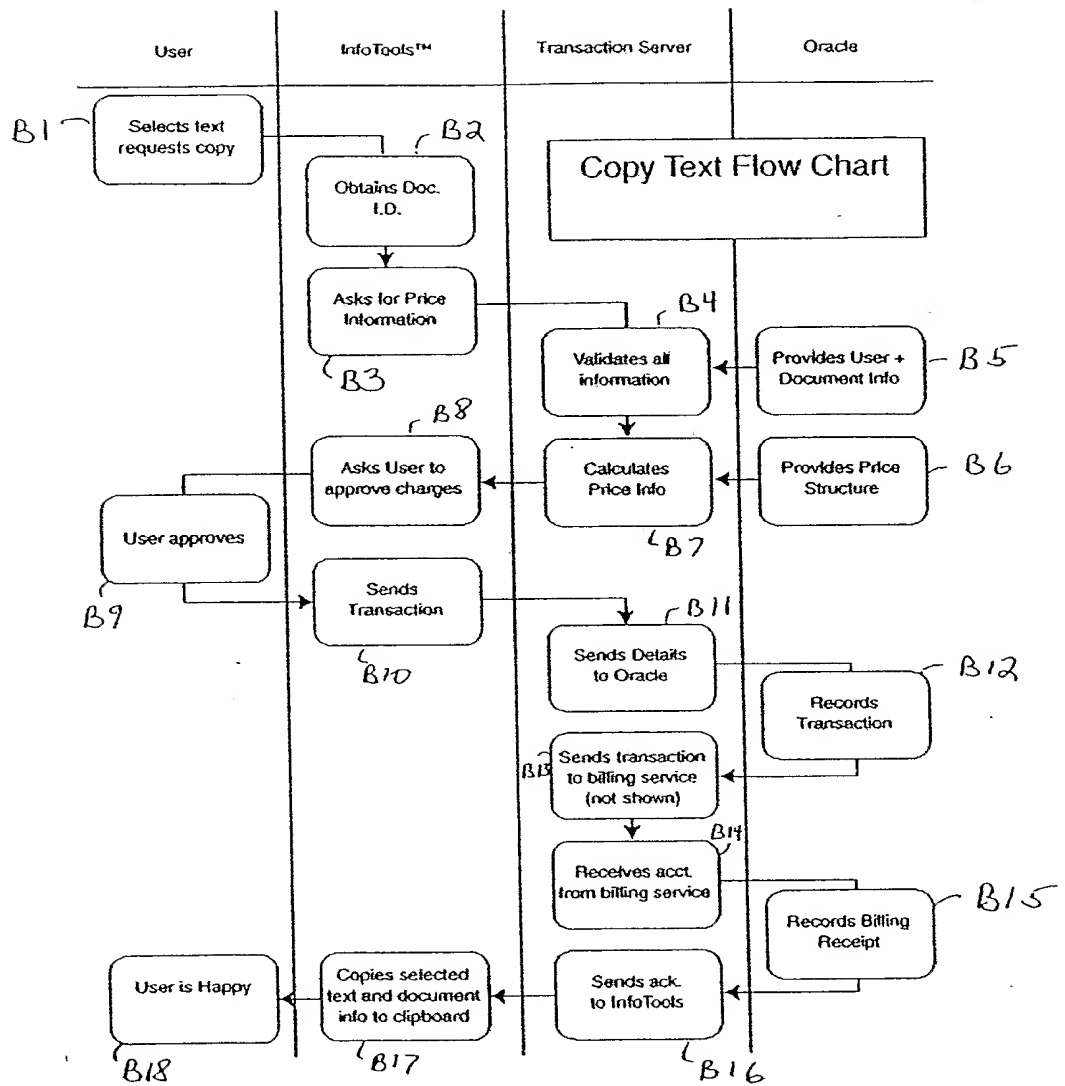 User
InfoTools™
Transaction Server
Oracle
B1
Selects text
requests copy
B2
Copy Text Flow Chart
Obtains Doc.
I.D.
Asks for Price
Information
B3
B4
Validates all
information
Provides User +
Document Info
B5
B8
Asks User to
approve charges
Calculates
Price Info
B7
Provides Price
Structure
B6
User approves
B9
Sends
Transaction
B10
B11
Sends Details
to Oracle
B12
Records
Transaction
B13
Sends transaction
to billing service
(not shown)
B14
Receives acct.
from billing service
B15
Records Billing
Receipt
User is Happy
B18
Copies selected
text and document
info to clipboard
B17
Sends ack.
to InfoTools
B16